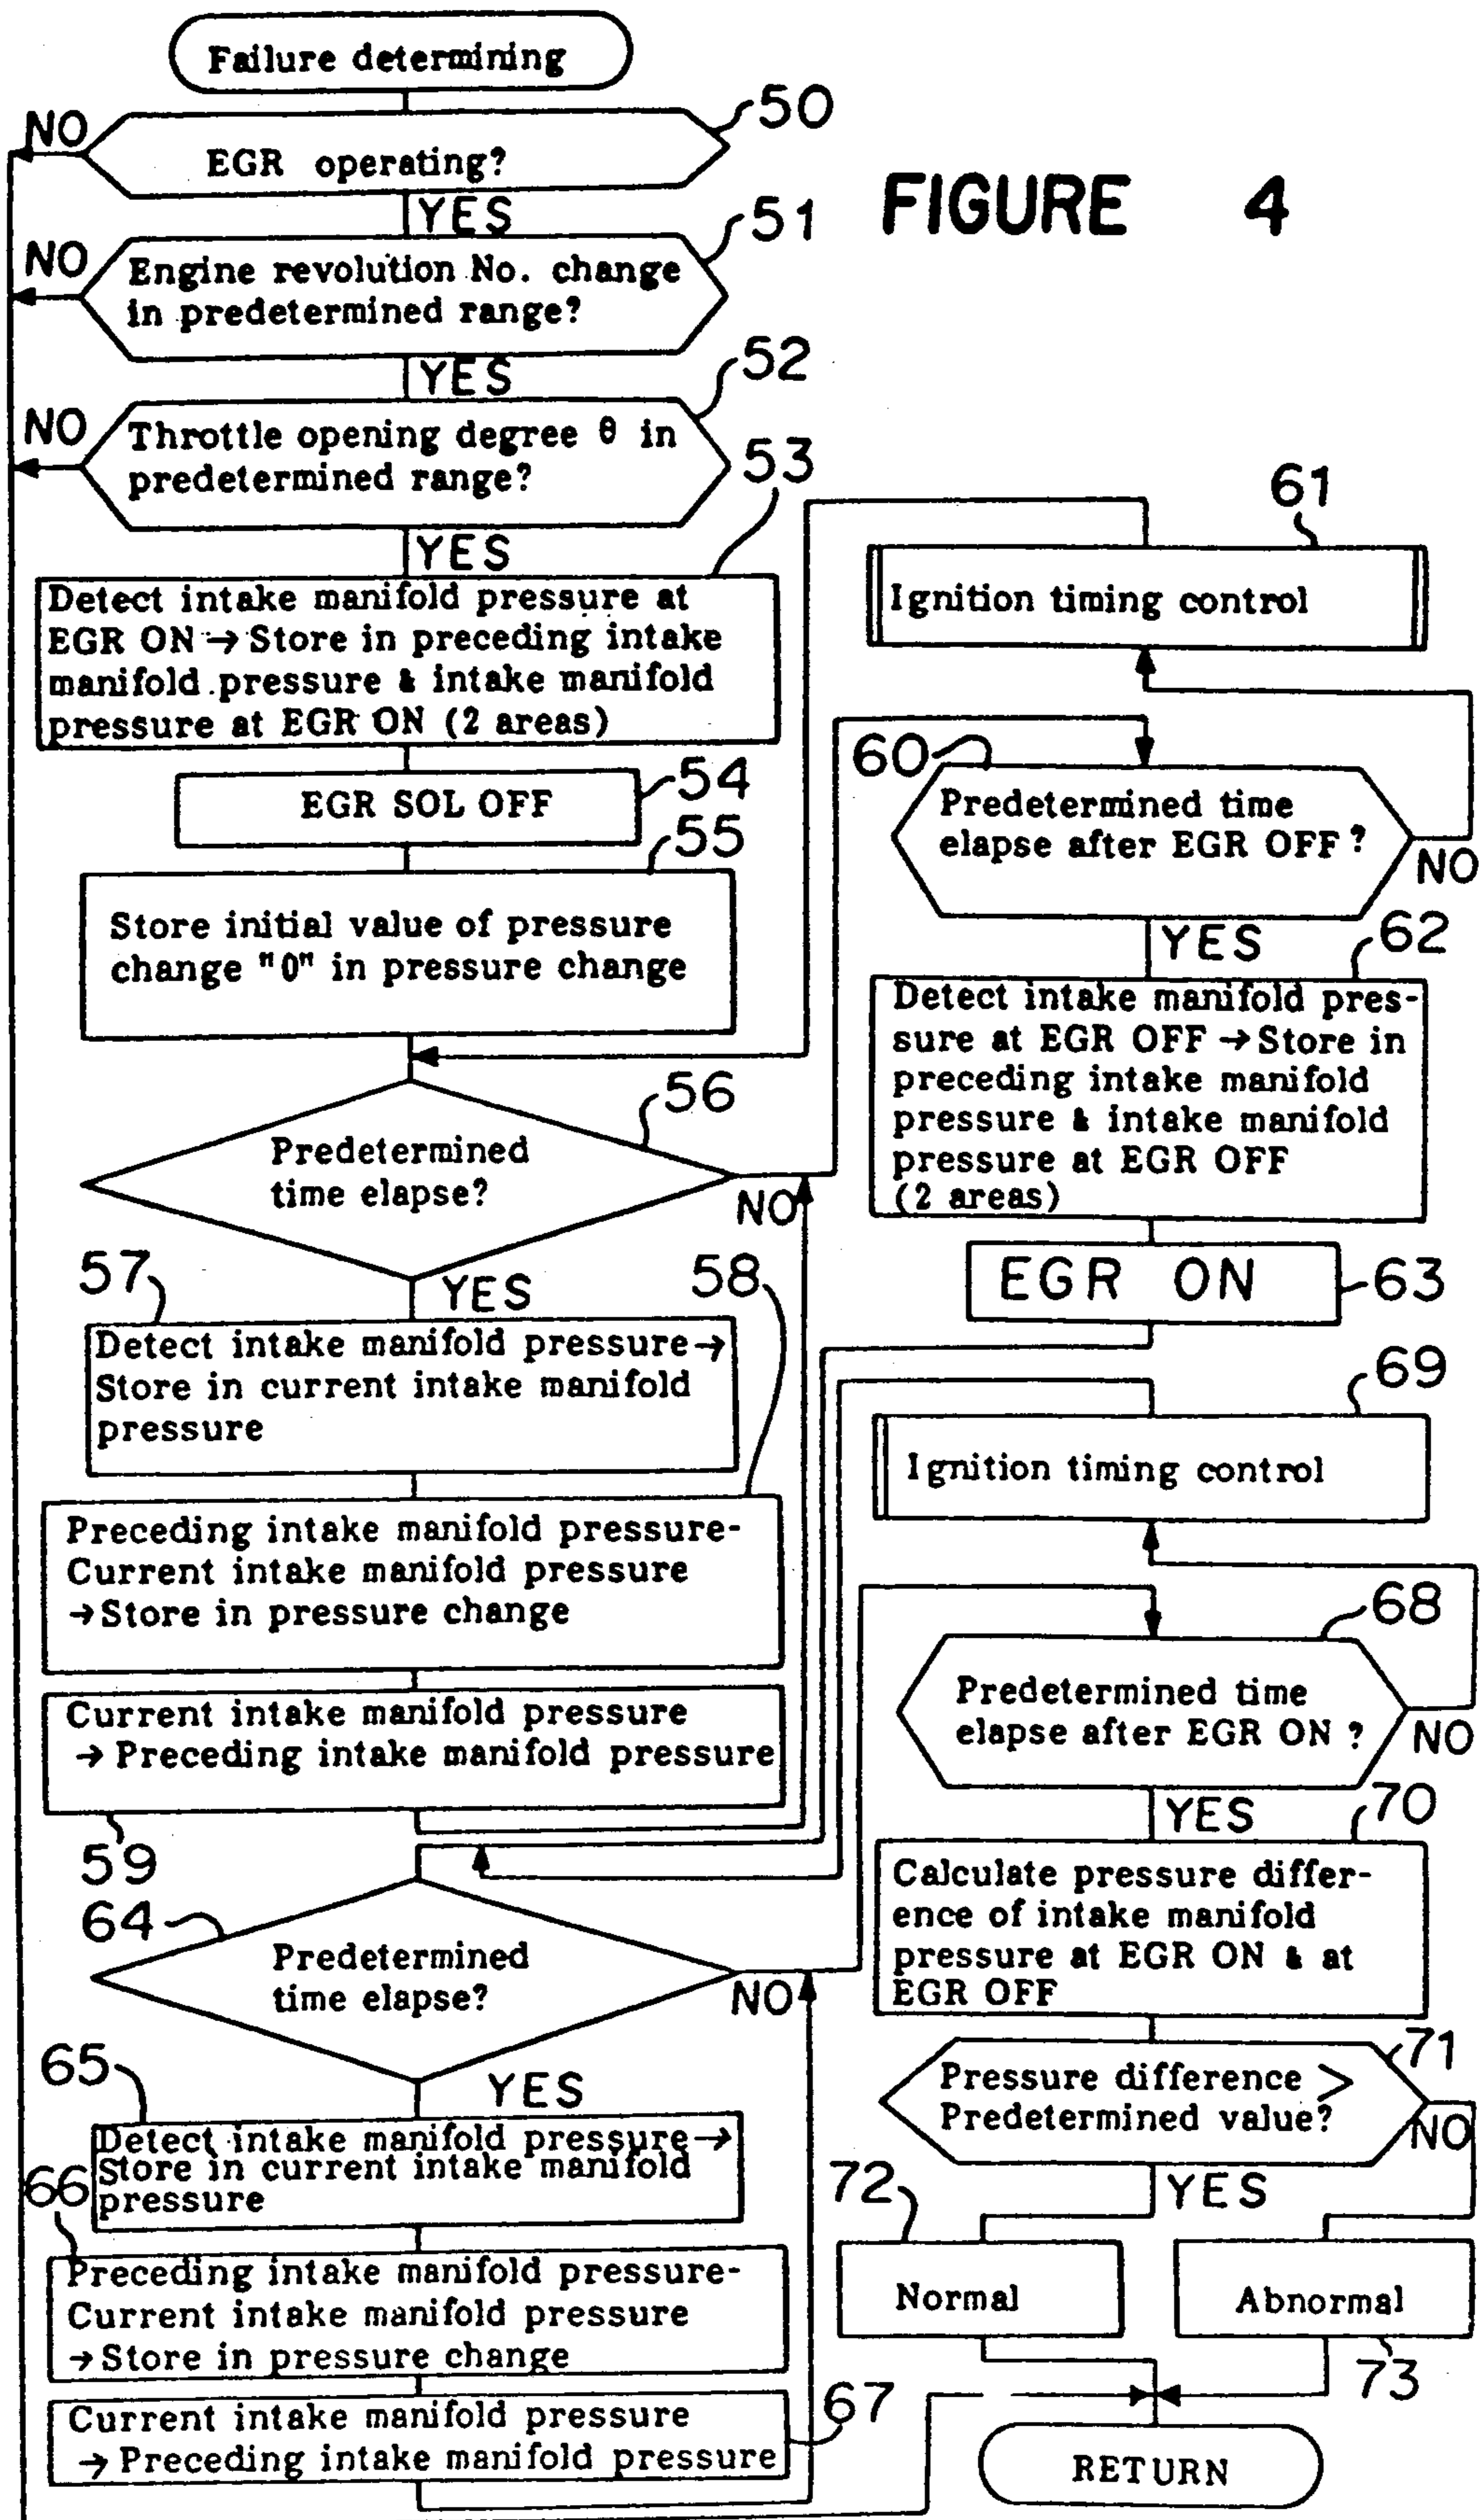 Failure determining
50
NO
EGR operating?
YES
FIGURE 4
51
NO
Engine revolution No. change
in predetermined range?
YES
52
NO
Throttle opening degree θ in
predetermined range?
YES
53
Detect intake manifold pressure at
EGR ON → Store in preceding intake
manifold pressure & intake manifold
pressure at EGR ON (2 areas)
54
EGR SOL OFF
55
Store initial value of pressure
change "0" in pressure change
56
Predetermined
time elapse?
NO
YES
57
Detect intake manifold pressure →
Store in current intake manifold
pressure
58
Preceding intake manifold pressure-
Current intake manifold pressure
→ Store in pressure change
Current intake manifold pressure
→ Preceding intake manifold pressure
59
61
Ignition timing control
60
Predetermined time
elapse after EGR OFF ?
NO
YES
62
Detect intake manifold pres-
sure at EGR OFF → Store in
preceding intake manifold
pressure & intake manifold
pressure at EGR OFF
(2 areas)
EGR ON
63
64
Predetermined
time elapse?
NO
YES
65
Detect intake manifold pressure →
Store in current intake manifold
pressure
66
Preceding intake manifold pressure-
Current intake manifold pressure
→ Store in pressure change
Current intake manifold pressure
→ Preceding intake manifold pressure
67
69
Ignition timing control
68
Predetermined time
elapse after EGR ON ?
NO
YES
70
Calculate pressure differ-
ence of intake manifold
pressure at EGR ON & at
EGR OFF
71
Pressure difference >
Predetermined value?
NO
YES
72
Normal
Abnormal
73
RETURN